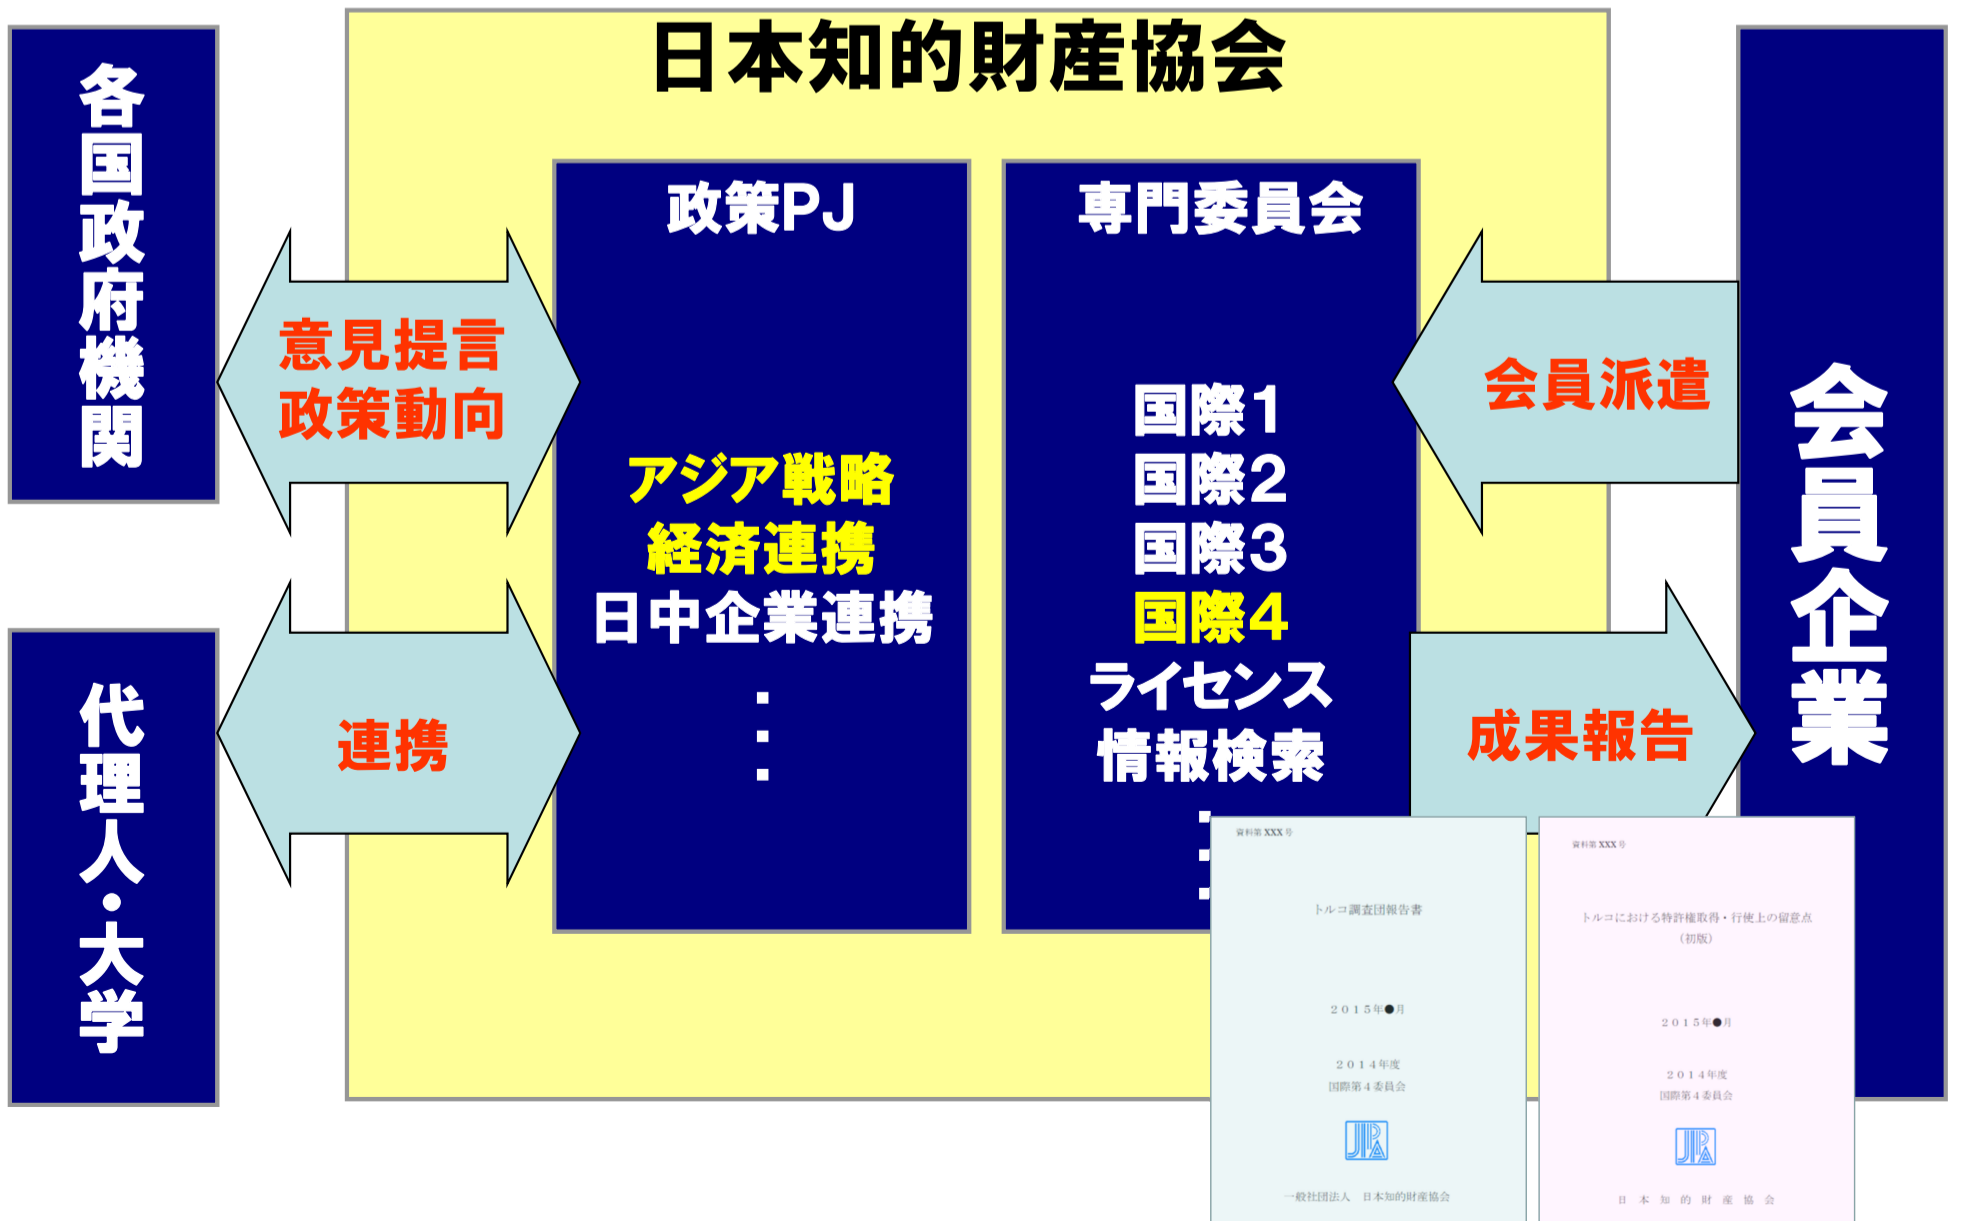 日本知的財産協会
各国政府機関
代理人・大学
意見提言
政策動向
連携
政策PJ
アジア戦略
経済連携
日中企業連携
専門委員会
国際1
国際2
国際3
国際4
ライセンス
情報検索
会員派遣
成果報告
会員企業
資料第XXX号
トルコ調査団報告書
2015年●月
2014年度
国際第4委員会
JIPA
一般社団法人 日本知的財産協会
資料第XXX号
トルコにおける特許権取得・行使上の留意点
(初版)
2015年●月
2014年度
国際第4委員会
JIPA
日本知的財産協会